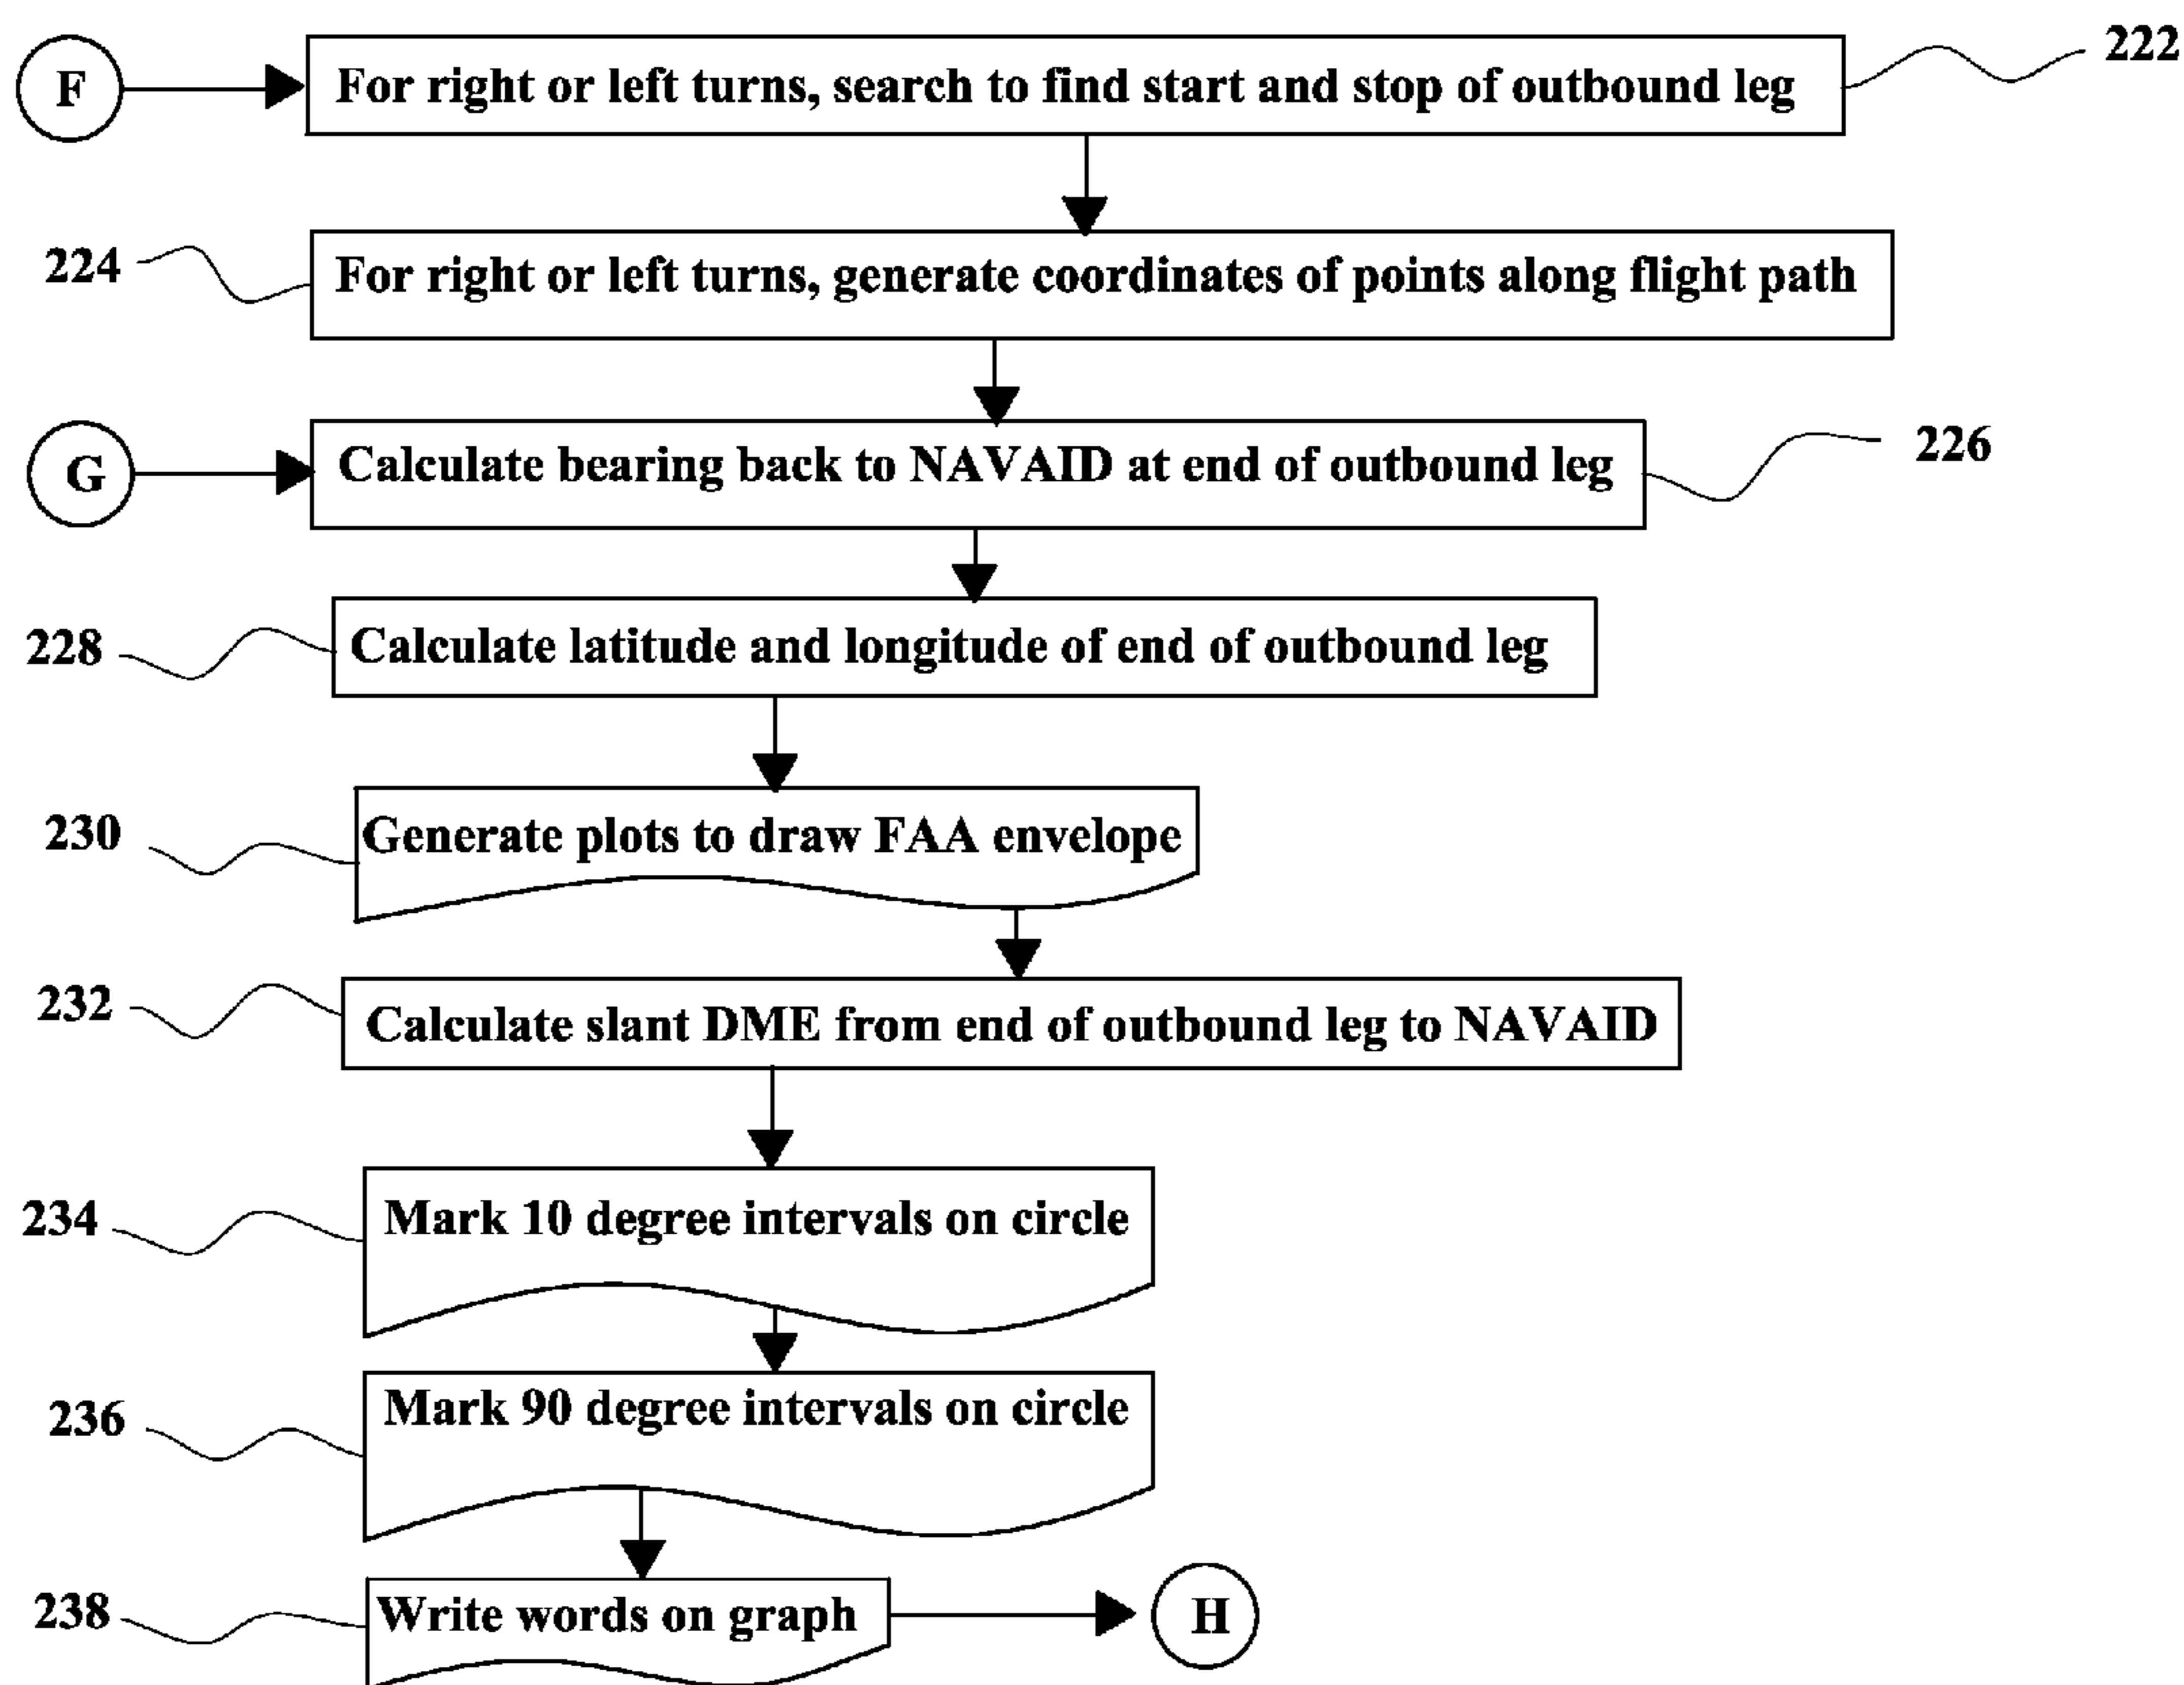 F
For right or left turns, search to find start and stop of outbound leg
222
224
For right or left turns, generate coordinates of points along flight path
G
Calculate bearing back to NAVAID at end of outbound leg
226
228
Calculate latitude and longitude of end of outbound leg
230
Generate plots to draw FAA envelope
232
Calculate slant DME from end of outbound leg to NAVAID
234
Mark 10 degree intervals on circle
236
Mark 90 degree intervals on circle
238
Write words on graph
H